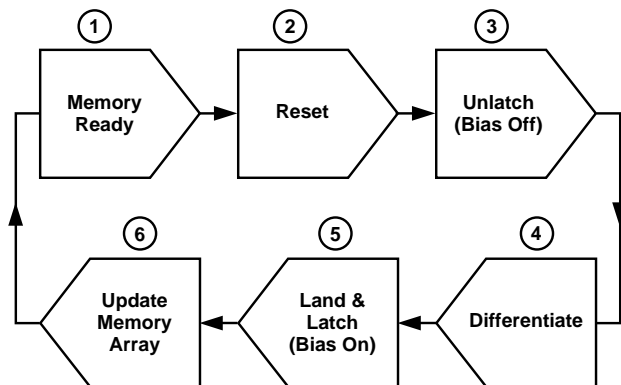 1
Memory
Ready
2
Reset
3
Unlatch
(Bias Off)
4
Differentiate
5
Land &
Latch
(Bias On)
6
Update
Memory
Array